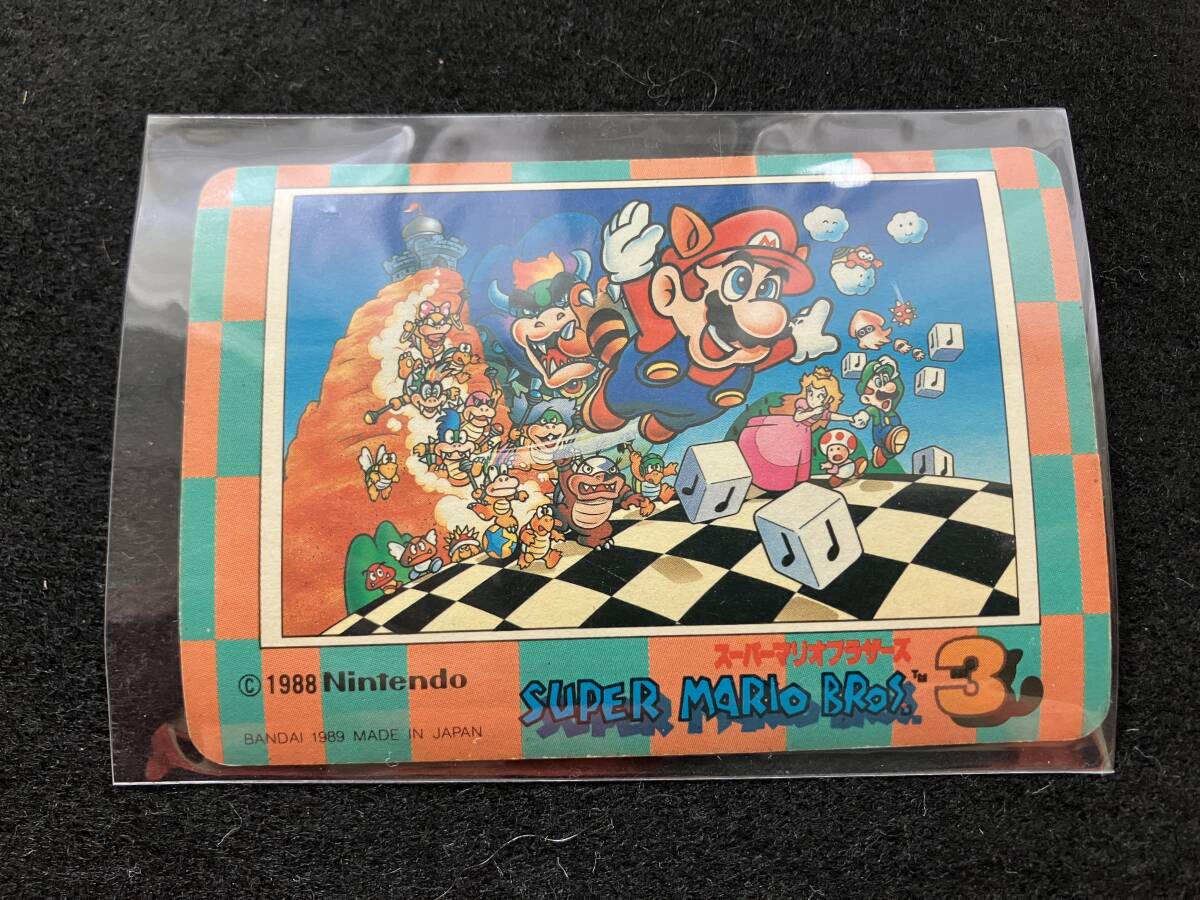 スーパーマリオブラザーズ
SUPER MARIO BROS.™ 3
© 1988 Nintendo
BANDAI 1989 MADE IN JAPAN
M